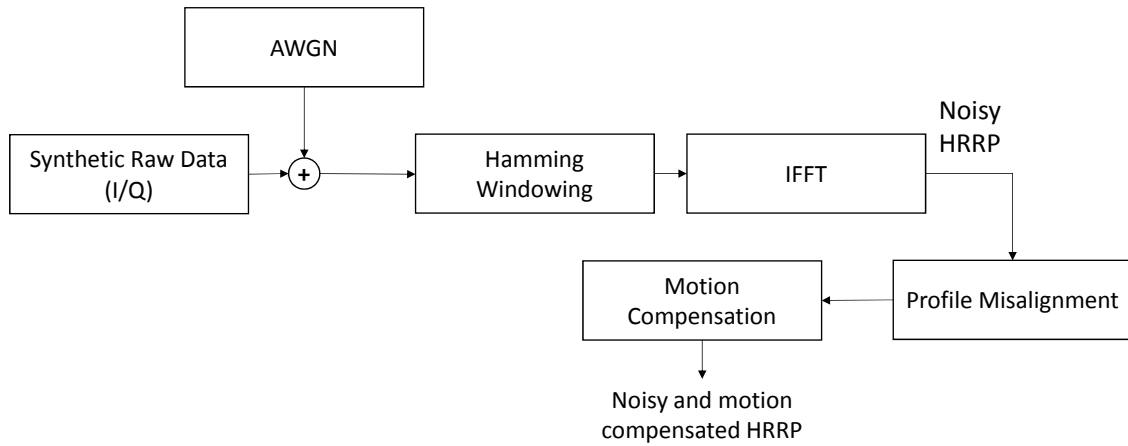 AWGN
Synthetic Raw Data
(I/Q)
+
Hamming
Windowing
IFFT
Noisy
HRRP
Profile Misalignment
Motion
Compensation
Noisy and motion
compensated HRRP